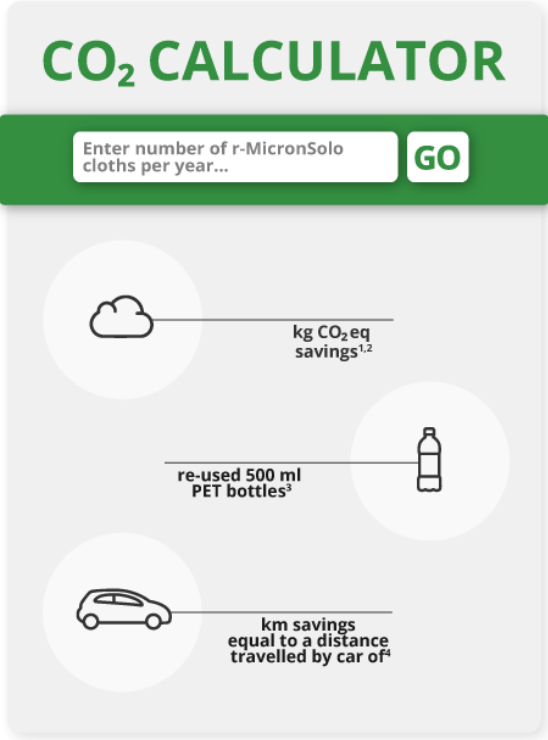 CO₂ CALCULATOR
Enter number of r-MicronSolo
cloths per year...
GO
kg CO₂eq
savings¹,²
re-used 500 ml
PET bottles³
km savings
equal to a distance
travelled by car of⁴